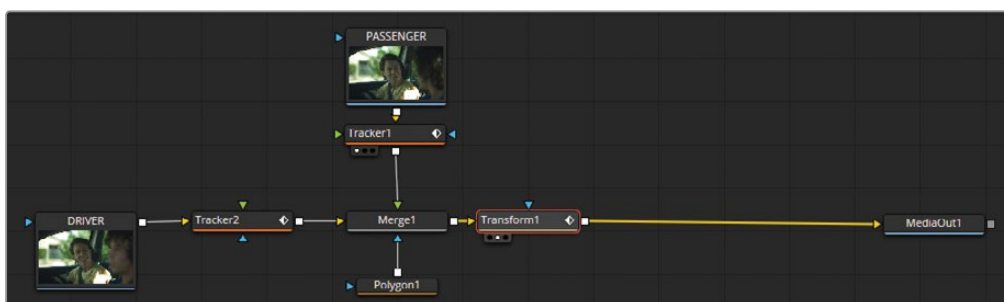 PASSENGER
Tracker1
DRIVER
Tracker2
Merge1
Transform1
MediaOut1
Polygon1